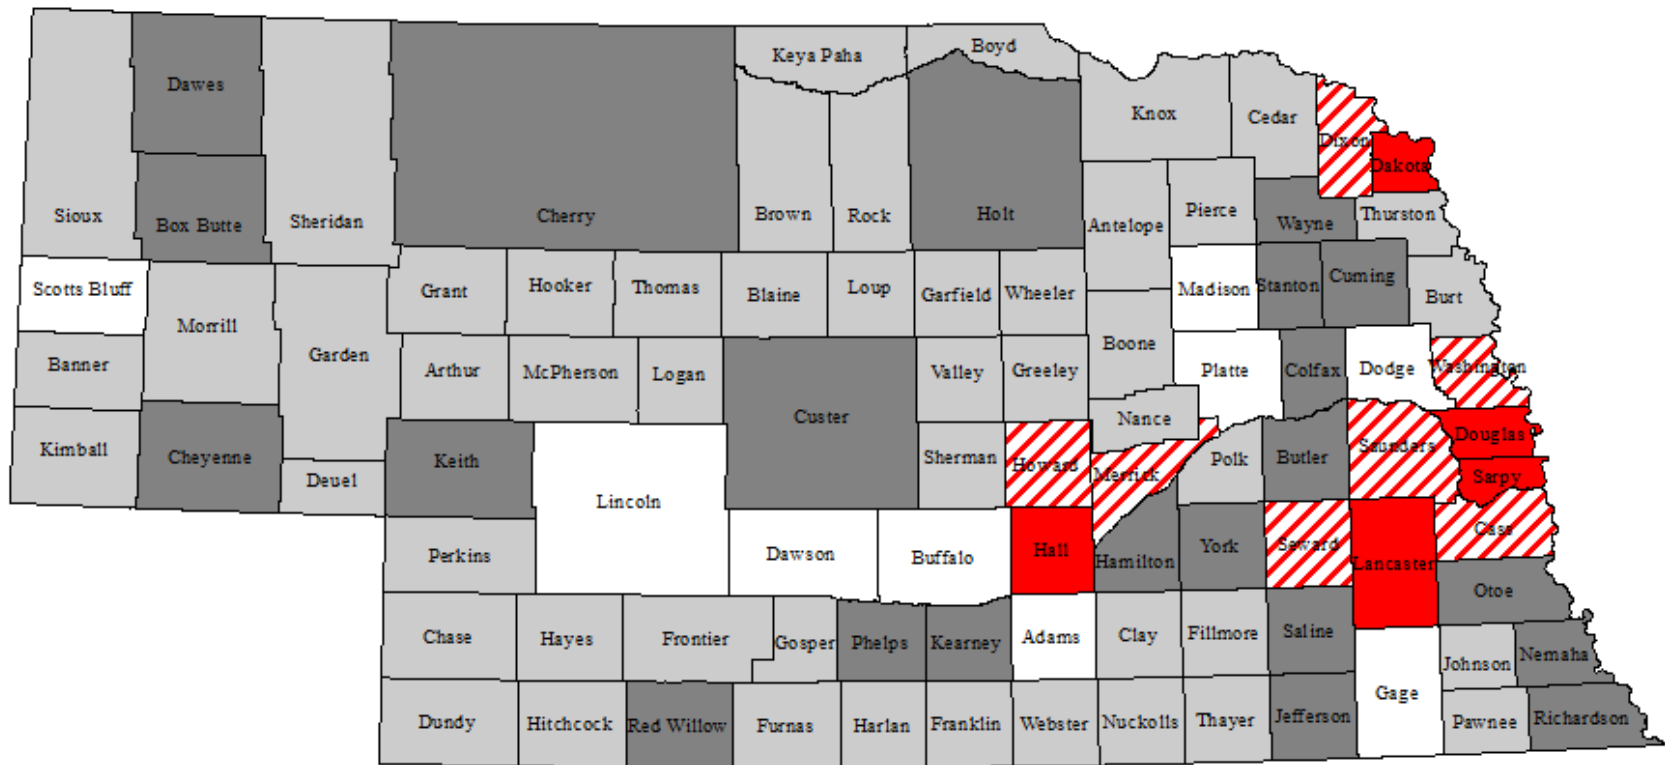 Keya Paha
Boyd
Dawes
Knox
Cedar
Dixon
Dakota
Sioux
Box Butte
Sheridan
Cherry
Brown
Rock
Holt
Antelope
Pierce
Wayne
Thurston
Scotts Bluff
Morrill
Grant
Hooker
Thomas
Blaine
Loup
Garfield
Wheeler
Madison
Stanton
Cuming
Burt
Banner
Garden
Arthur
McPherson
Logan
Valley
Greeley
Boone
Platte
Colfax
Dodge
Washington
Custer
Nance
Kimball
Cheyenne
Deuel
Keith
Lincoln
Sherman
Howard
Merrick
Polk
Butler
Saunders
Douglas
Sarpy
Perkins
Dawson
Buffalo
Hall
Hamilton
York
Seward
Lancaster
Cass
Otoe
Chase
Hayes
Frontier
Gosper
Phelps
Kearney
Adams
Clay
Fillmore
Saline
Johnson
Nemaha
Gage
Dundy
Hitchcock
Red Willow
Furnas
Harlan
Franklin
Webster
Nuckolls
Thayer
Jefferson
Pawnee
Richardson